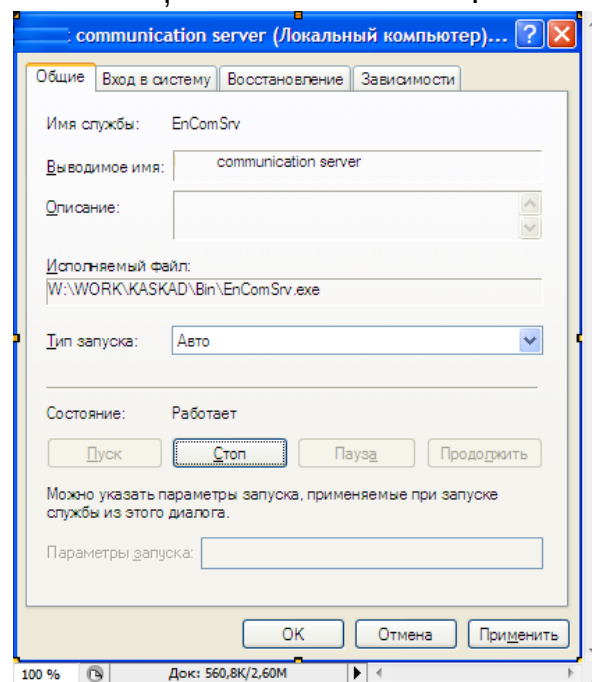 : communication server (Локальный компьютер)...
Общие Вход в систему Восстановление Зависимости
Имя службы: EnComSrv
Выводимое имя: communication server
Описание:
Исполняемый файл:
W:\WORK\KASKAD\Bin\EnComSrv.exe
Тип запуска: Авто
Состояние: Работает
Пуск Стоп Пауза Продолжить
Можно указать параметры запуска, применяемые при запуске
службы из этого диалога.
Параметры запуска:
OK Отмена Применить
100 % Док: 560,8K/2,60M